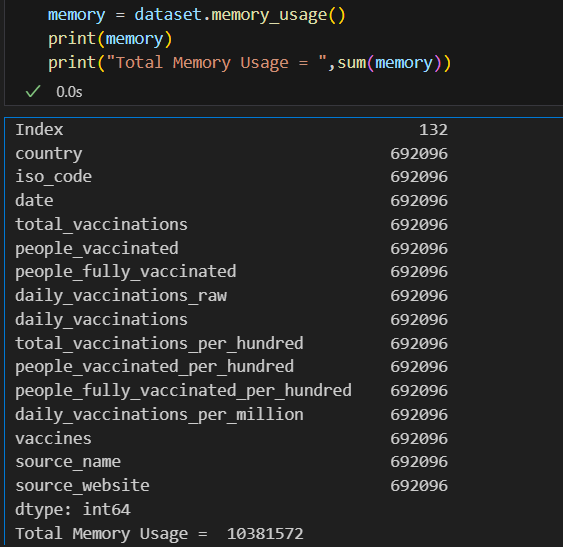 memory = dataset.memory_usage()
print(memory)
print("Total Memory Usage = ",sum(memory))
0.0s
Index 132
country 692096
iso_code 692096
date 692096
total_vaccinations 692096
people_vaccinated 692096
people_fully_vaccinated 692096
daily_vaccinations_raw 692096
daily_vaccinations 692096
total_vaccinations_per_hundred 692096
people_vaccinated_per_hundred 692096
people_fully_vaccinated_per_hundred 692096
daily_vaccinations_per_million 692096
vaccines 692096
source_name 692096
source_website 692096
dtype: int64
Total Memory Usage =  10381572